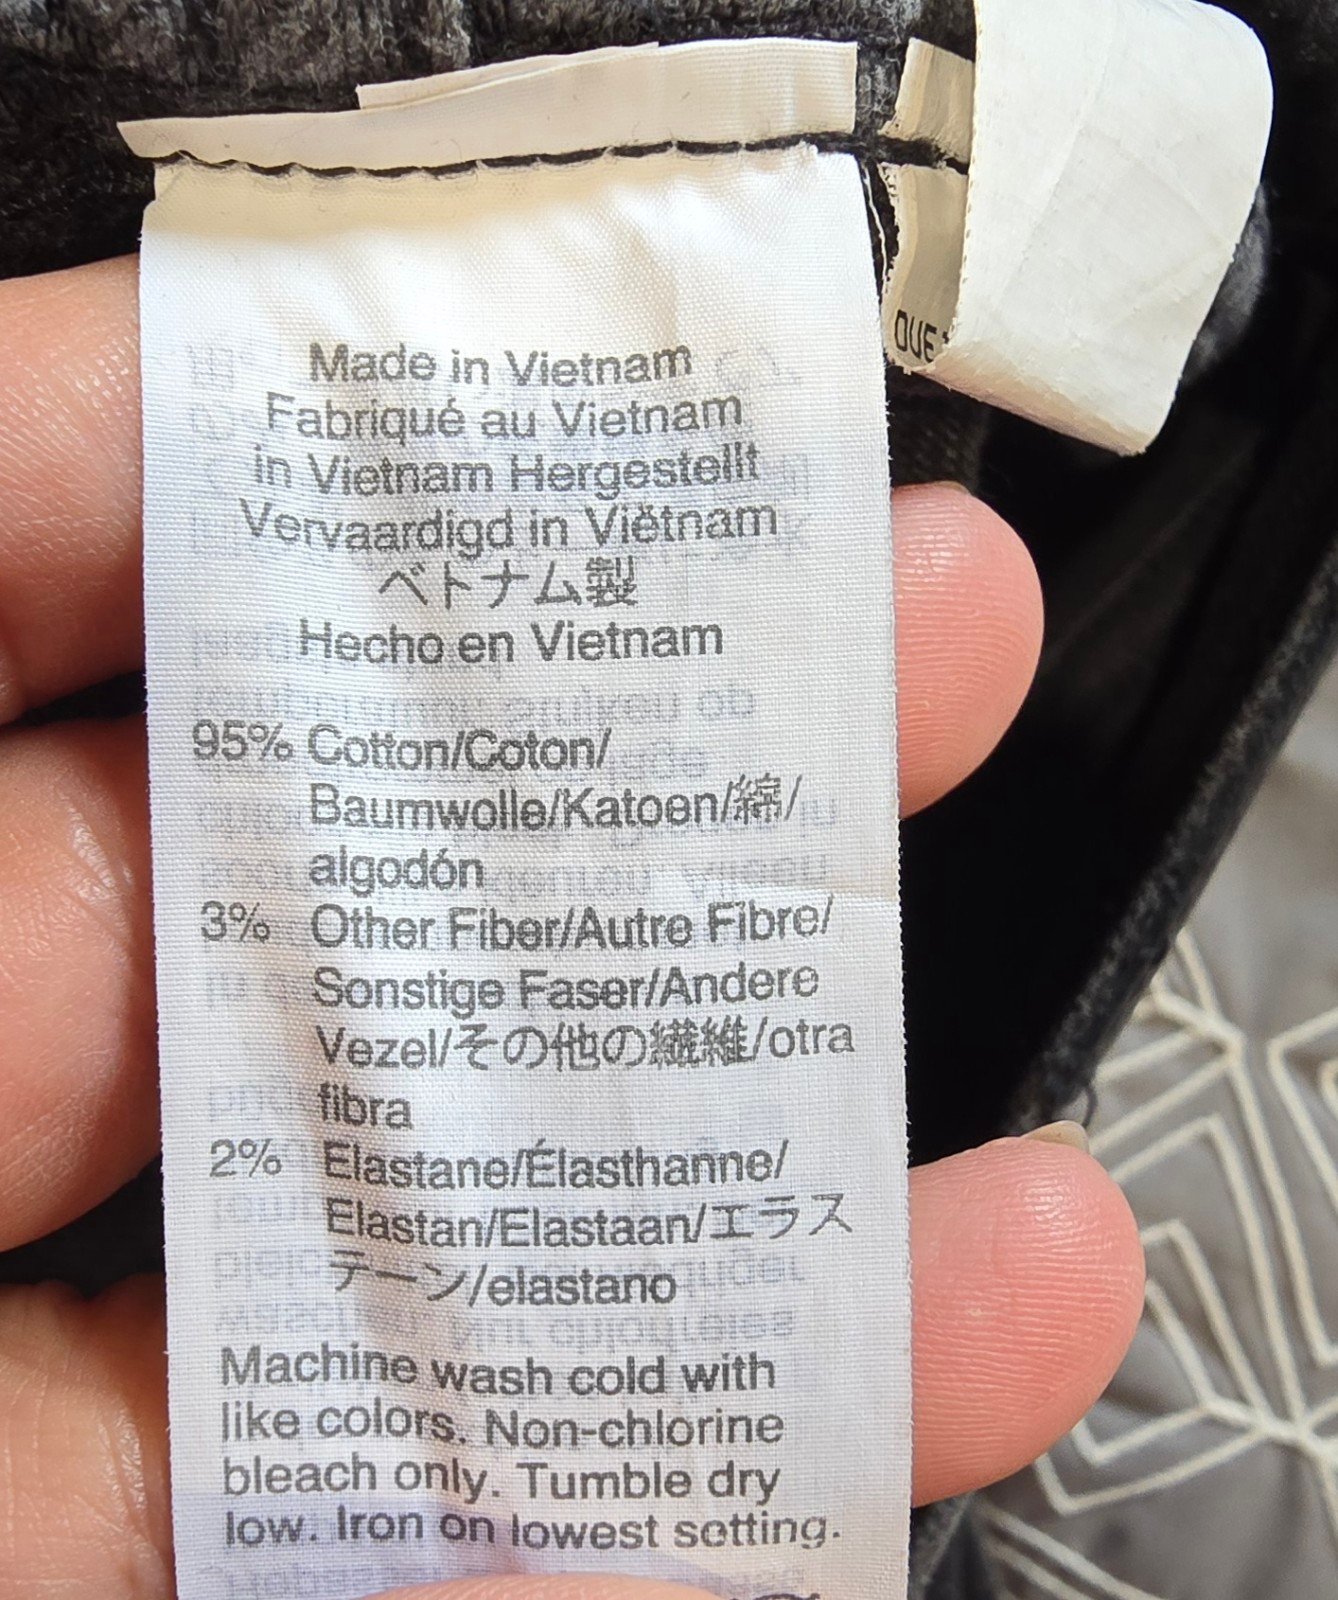 Made in Vietnam
Fabriqué au Vietnam
in Vietnam Hergestellt
Vervaardigd in Viëtnam
ベトナム製
Hecho en Vietnam
95% Cotton/Coton/
Baumwolle/Katoen/綿/
algodón
3% Other Fiber/Autre Fibre/
Sonstige Faser/Andere
Vezel/その他の繊維/otra
fibra
2% Elastane/Élasthanne/
Elastan/Elastaan/エラス
テーン/elastano
Machine wash cold with
like colors. Non-chlorine
bleach only. Tumble dry
low. Iron on lowest setting.
QUE